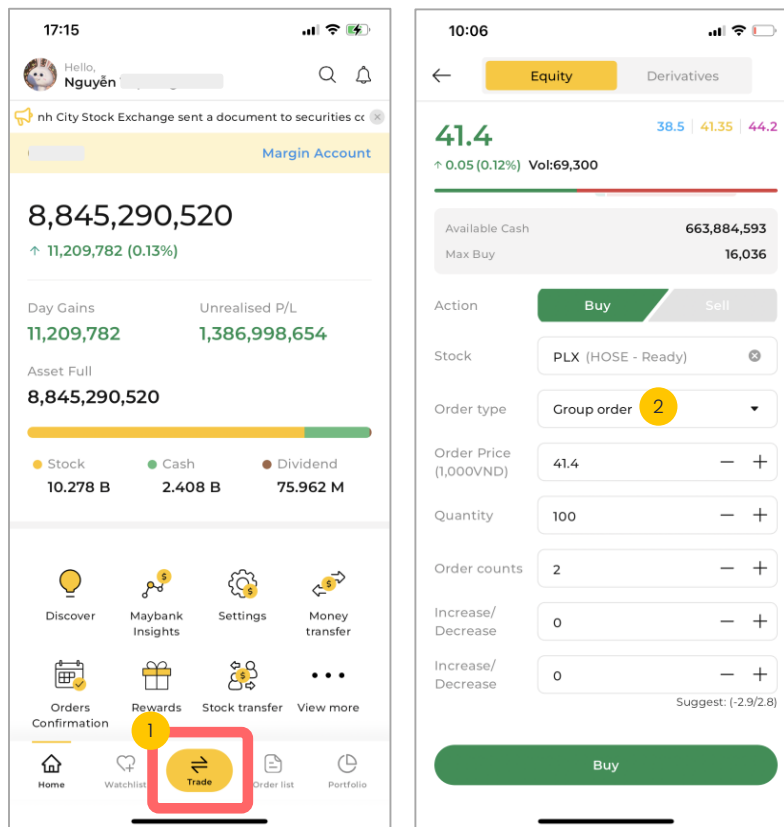 17:15
Hello,
Nguyễn
nh City Stock Exchange sent a document to securities cc
Margin Account
8,845,290,520
↑ 11,209,782 (0.13%)
Day Gains
Unrealised P/L
11,209,782
1,386,998,654
Asset Full
8,845,290,520
Stock
Cash
Dividend
10.278 B
2.408 B
75.962 M
Discover
Maybank
Insights
Settings
Money
transfer
Orders
Confirmation
Rewards
Stock transfer
View more
1
Home
Watchlist
Trade
Order list
Portfolio
10:06
Equity
Derivatives
41.4
38.5 41.35 44.2
↑ 0.05 (0.12%) Vol:69,300
Available Cash 663,884,593
Max Buy 16,036
Action Buy Sell
Stock PLX (HOSE - Ready)
Order type Group order 2
Order Price
(1,000VND)
41.4 − +
Quantity 100 − +
Order counts 2 − +
Increase/
Decrease
0 − +
Increase/
Decrease
0 − +
Suggest: (-2.9/2.8)
Buy